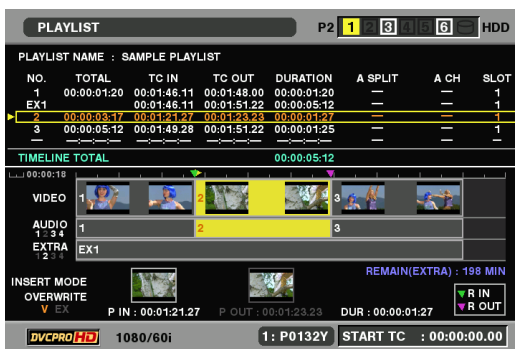 PLAYLIST P2 1 2 3 4 5 6 HDD
PLAYLIST NAME : SAMPLE PLAYLIST
NO. TOTAL TC IN TC OUT DURATION A SPLIT A CH SLOT
1 00:00:01:20 00:01:46.11 00:01:48.00 00:00:01:20 — — 1
EX1 00:01:46.11 00:01:51.22 00:00:05:12 — — 1
2 00:00:03:17 00:01:21.27 00:01:23.23 00:00:01:27 — — 1
3 00:00:05:12 00:01:49.28 00:01:51.22 00:00:01:25 — — 1
— —:—:—:— —:—:—.— —:—:—.— —:—:—:— — — —
TIMELINE TOTAL 00:00:05:12
00:00:18
VIDEO 1 2 3
AUDIO 1 2 3
1 2 3 4
EXTRA EX1
1 2 3 4
REMAIN(EXTRA) : 198 MIN
INSERT MODE
OVERWRITE
V EX
P IN : 00:01:21.27 P OUT : 00:01:23.23 DUR : 00:00:01:27
R IN
R OUT
DVCPRO HD 1080/60i 1: P0132Y START TC : 00:00:00.00